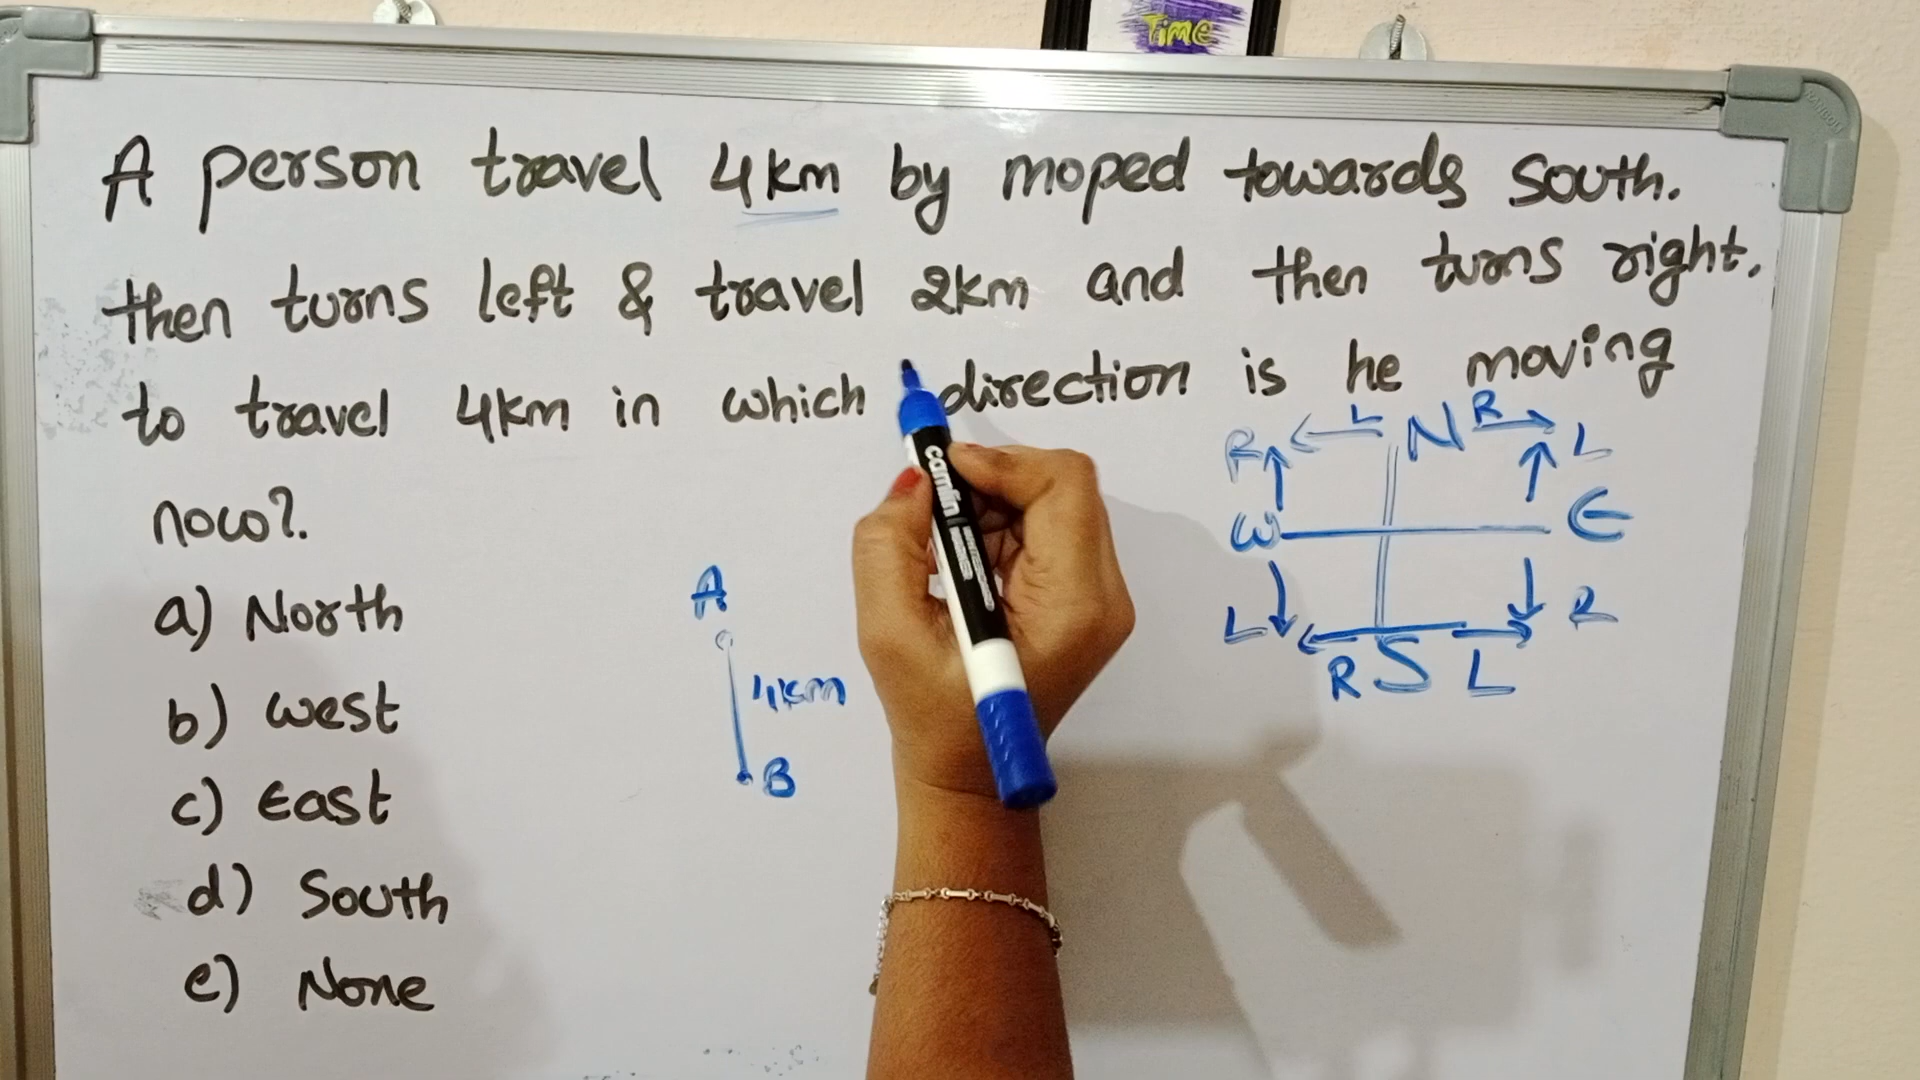 Time
A person travel 4km by moped towards south.
then turns left & travel 2km and then turns right.
to travel 4km in which direction is he moving
now?.
a) North
b) west
c) East
d) South
e) None
A
4km
B
L N R
R L
W E
L R
R S L
camlin